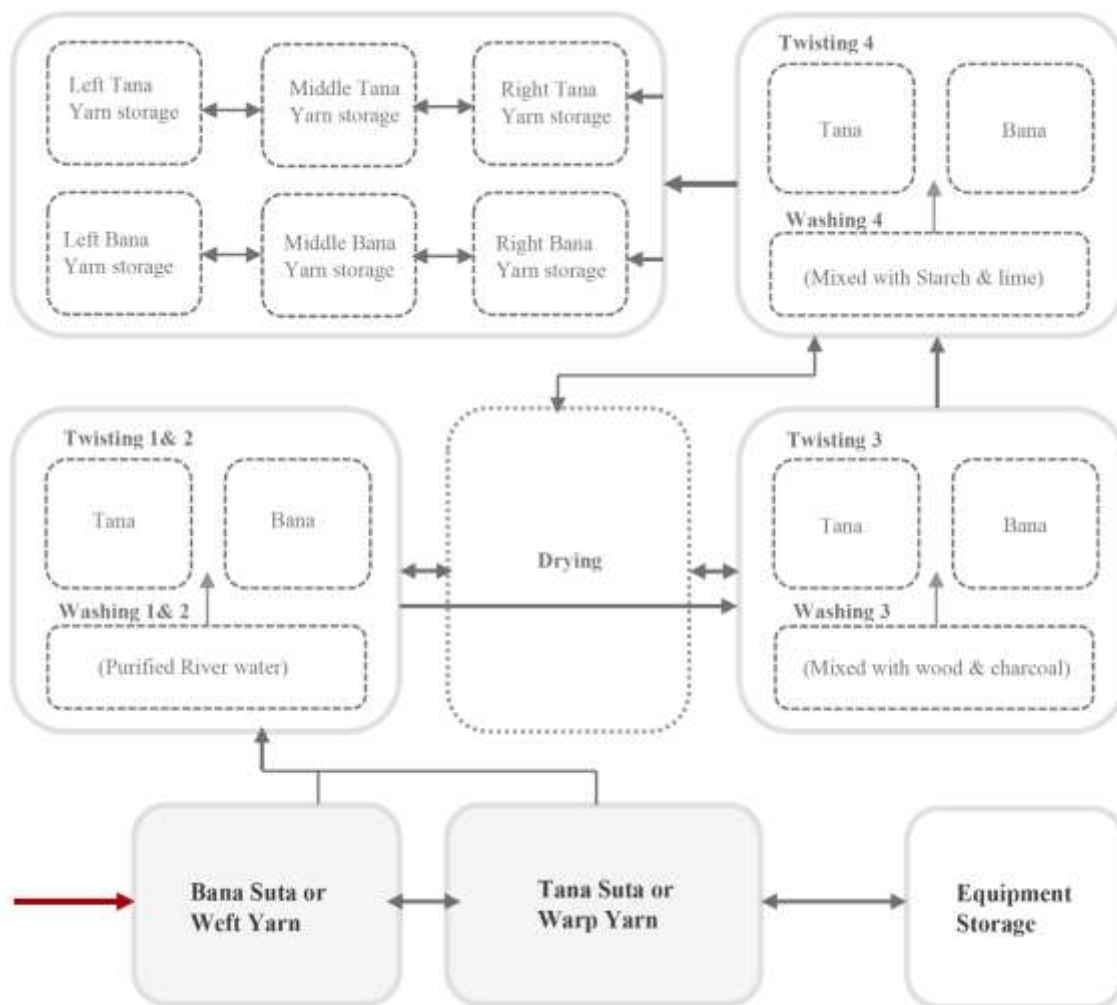 Left Tana
Yarn storage
Middle Tana
Yarn storage
Right Tana
Yarn storage
Left Bana
Yarn storage
Middle Bana
Yarn storage
Right Bana
Yarn storage
Twisting 4
Tana
Bana
Washing 4
(Mixed with Starch & lime)
Twisting 1& 2
Tana
Bana
Washing 1& 2
(Purified River water)
Drying
Twisting 3
Tana
Bana
Washing 3
(Mixed with wood & charcoal)
Bana Suta or
Weft Yarn
Tana Suta or
Warp Yarn
Equipment
Storage